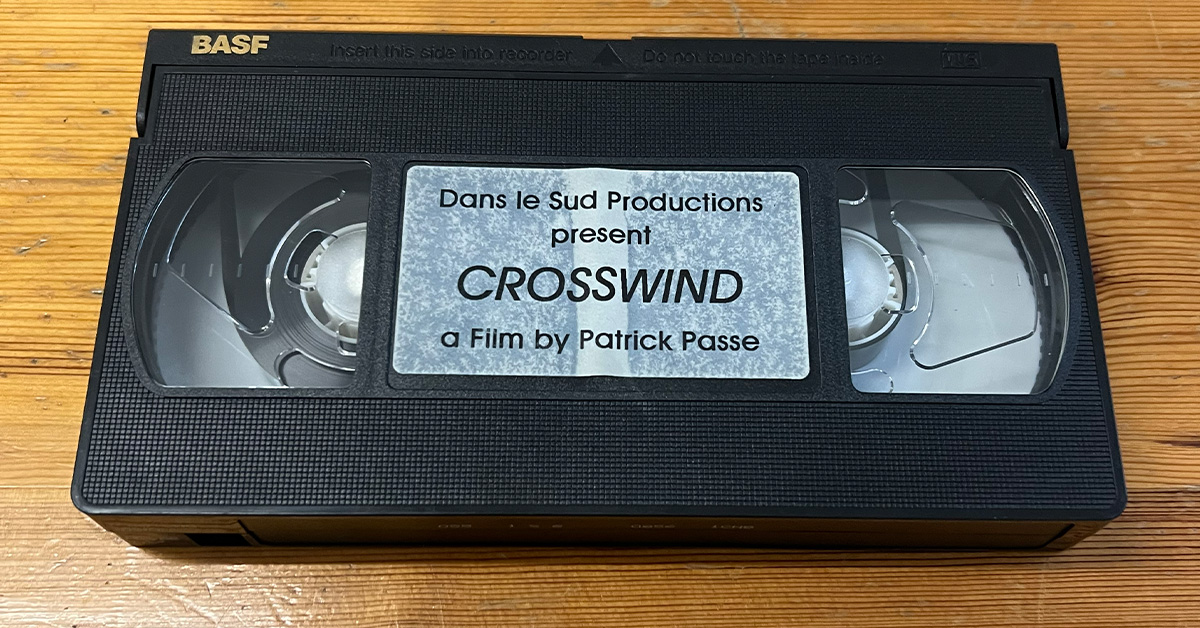 BASF
Insert this side into recorder
Do not touch the tape inside
VHS
Dans le Sud Productions
present
CROSSWIND
a Film by Patrick Passe